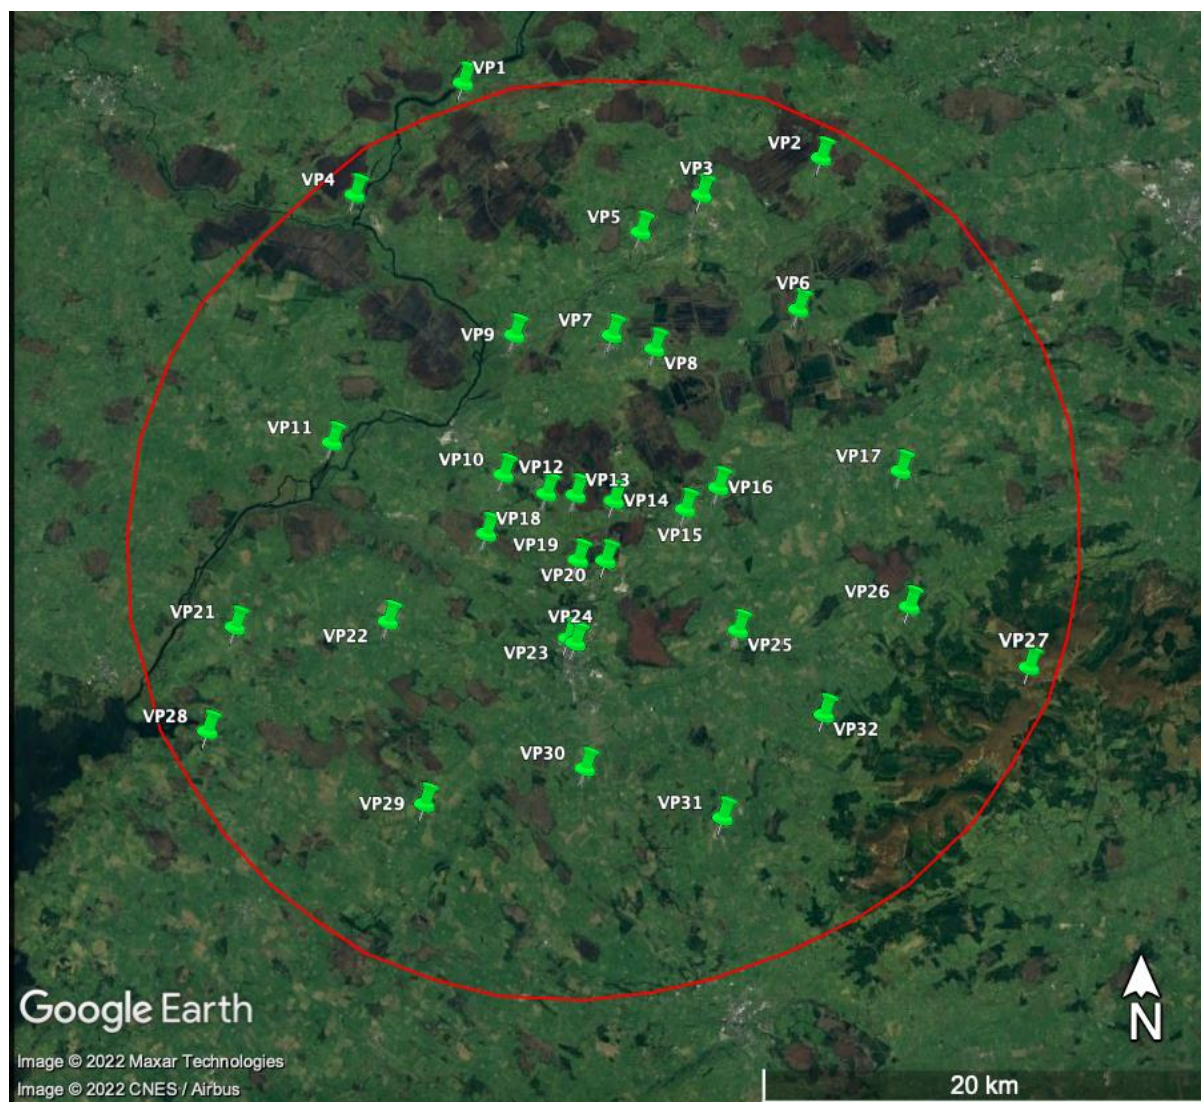 VP1
VP2
VP3
VP4
VP5
VP6
VP7
VP9
VP8
VP11
VP17
VP10
VP12
VP13
VP16
VP14
VP18
VP15
VP19
VP20
VP26
VP21
VP24
VP22
VP25
VP27
VP23
VP28
VP32
VP30
VP29
VP31
Google Earth
N
Image © 2022 Maxar Technologies
Image © 2022 CNES / Airbus
20 km